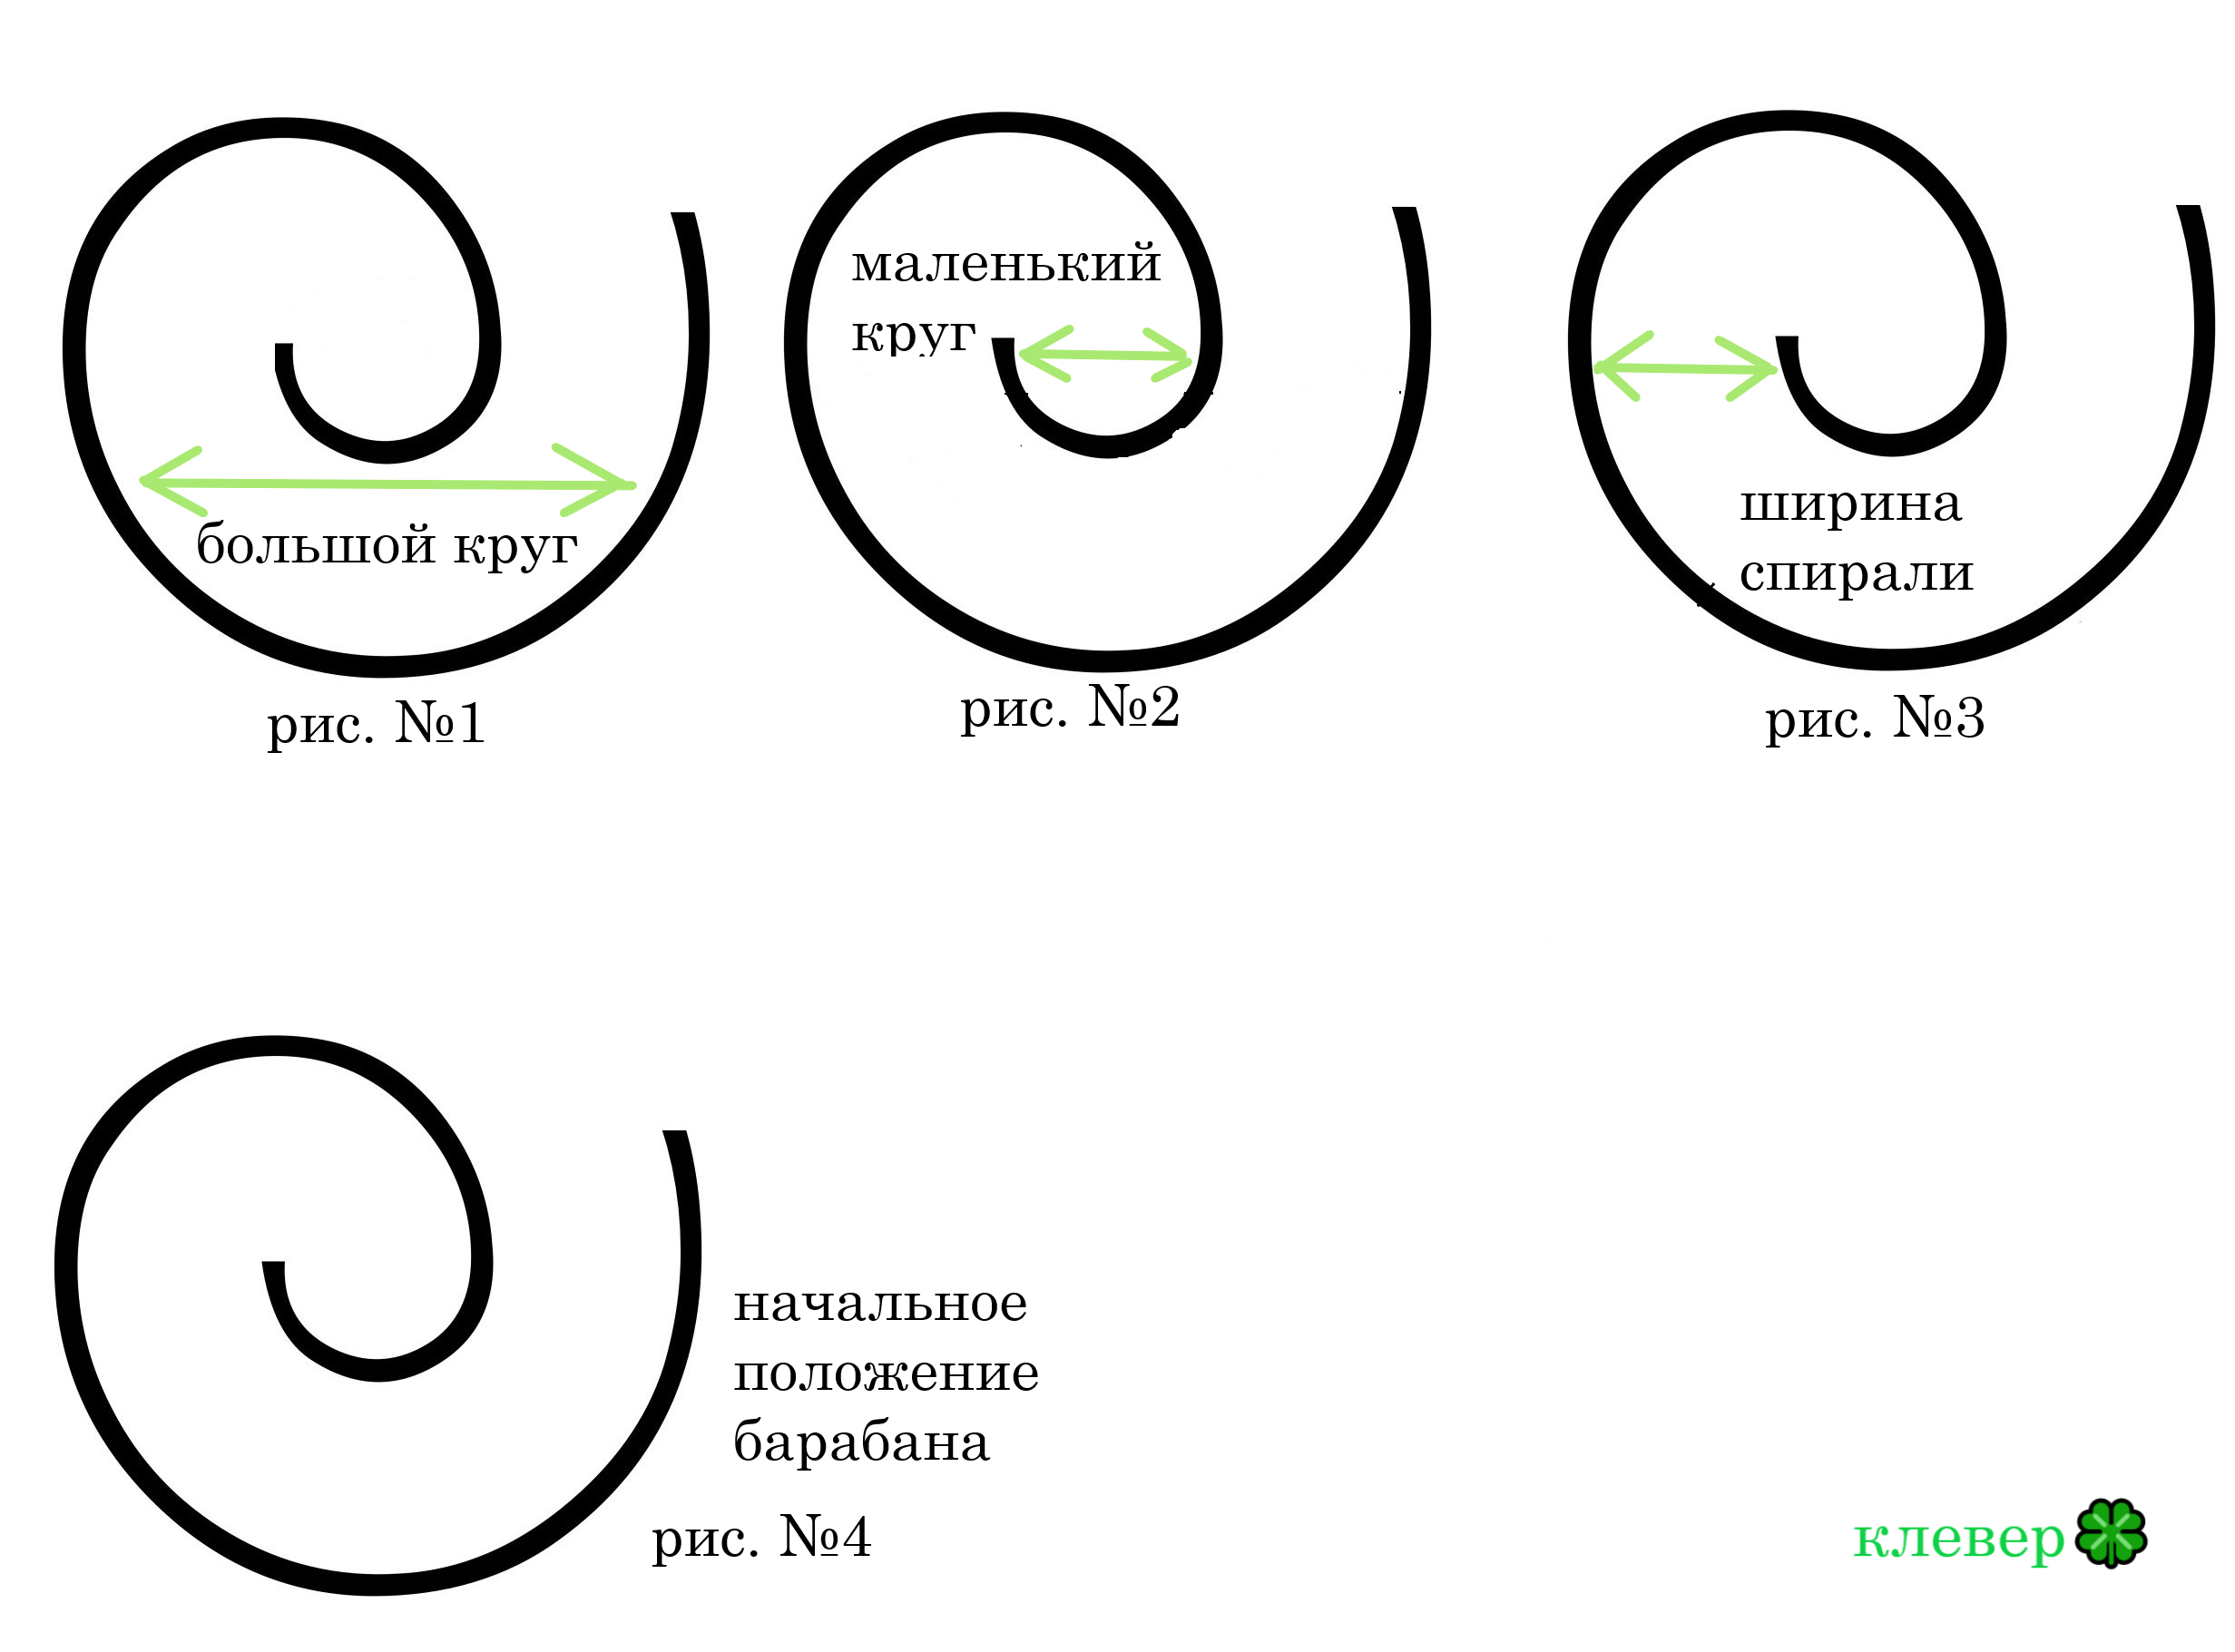 большой круг
рис. №1
маленький
круг
рис. №2
ширина
спирали
рис. №3
начальное
положение
барабана
рис. №4
клевер